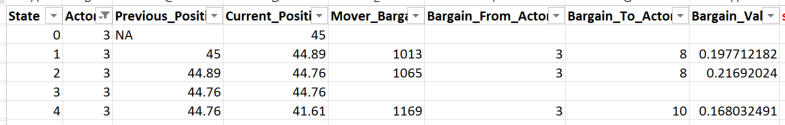 State Actor Previous_Positi Current_Positi Mover_Barga Bargain_From_Actor Bargain_To_Actor Bargain_Val
0 3 NA 45
1 3 45 44.89 1013 3 8 0.197712182
2 3 44.89 44.76 1065 3 8 0.21692024
3 3 44.76 44.76
4 3 44.76 41.61 1169 3 10 0.168032491